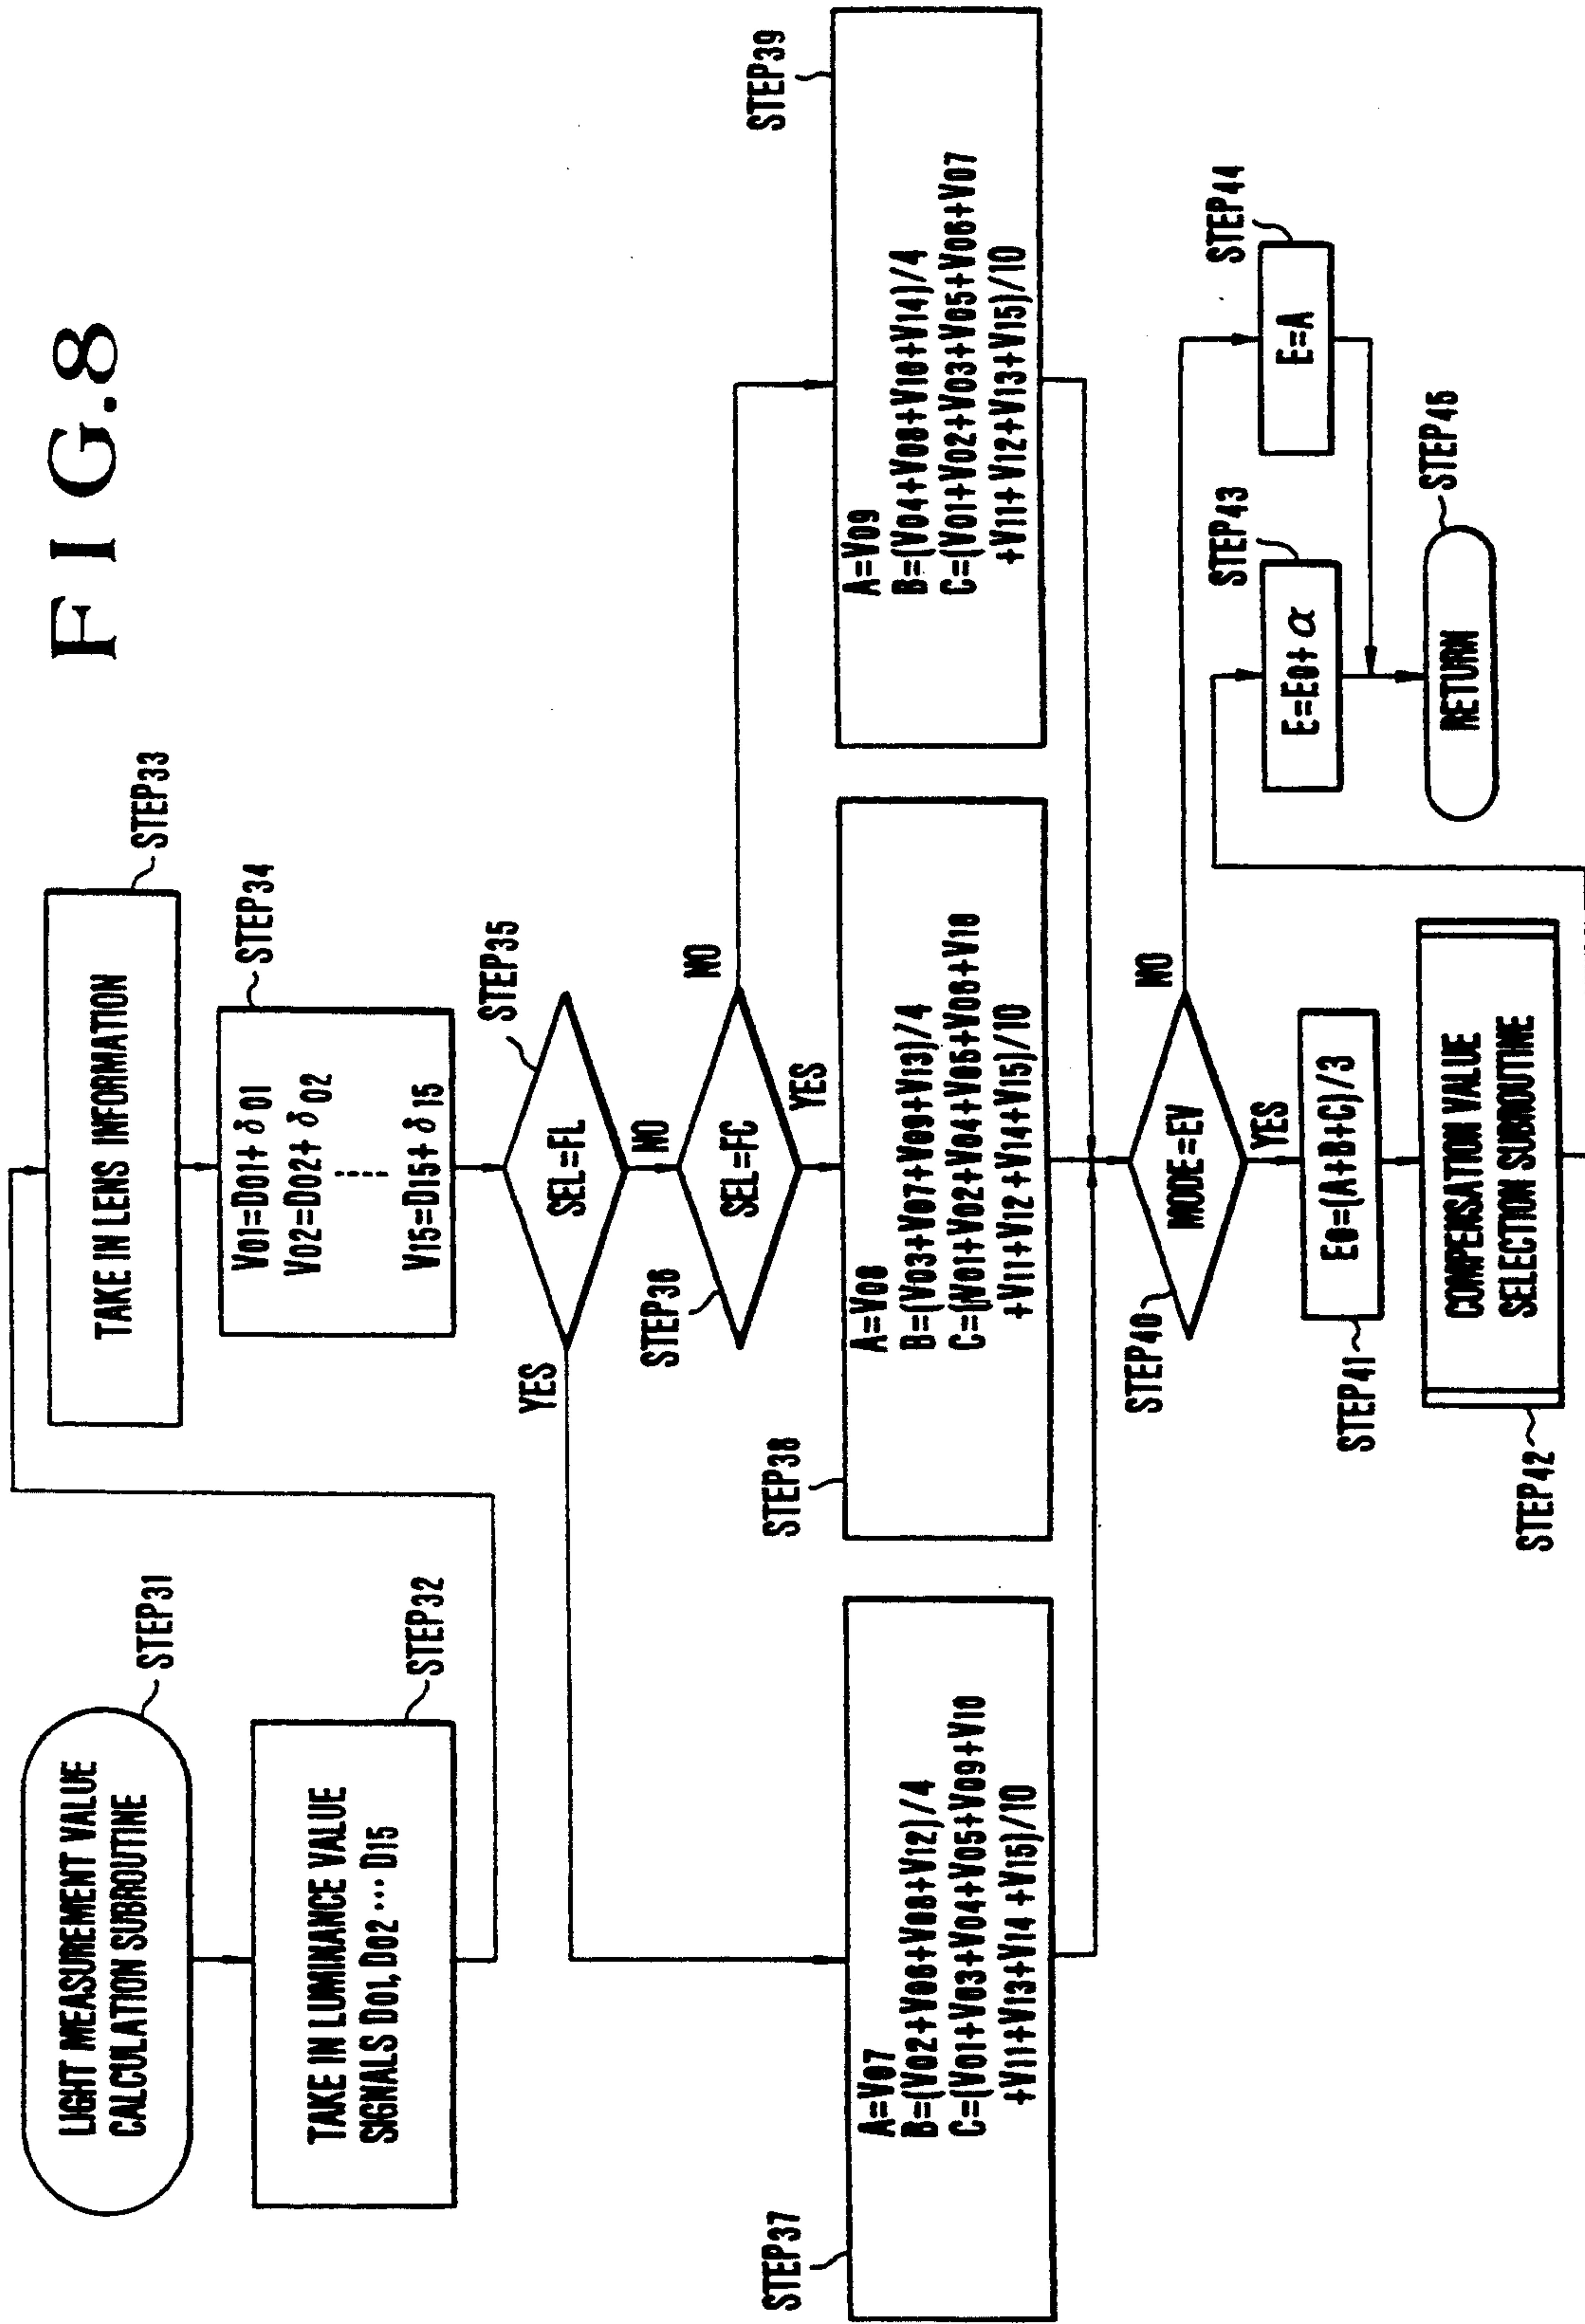 FIG.8
LIGHT MEASUREMENT VALUE
CALCULATION SUBROUTINE
STEP31
TAKE IN LUMINANCE VALUE
SIGNALS D01,D02 ··· D15
STEP32
TAKE IN LENS INFORMATION
STEP33
V01=D01+δ01
V02=D02+δ02
⋮
V15=D15+δ15
STEP34
SEL=FL
STEP35
YES
NO
SEL=FC
STEP36
NO
YES
STEP37
A=V07
B=(V02+V06+V08+V12)/4
C=(V01+V03+V04+V05+V09+V10
+V11+V13+V14+V15)/10
STEP38
A=V08
B=(V03+V07+V09+V13)/4
C=(V01+V02+V04+V05+V06+V10
+V11+V12+V14+V15)/10
STEP39
A=V09
B=(V04+V08+V10+V14)/4
C=(V01+V02+V03+V05+V06+V07
+V11+V12+V13+V15)/10
STEP40
MODE=EV
NO
YES
STEP41
E0=(A+B+C)/3
STEP42
COMPENSATION VALUE
SELECTION SUBROUTINE
STEP43
E=E0+α
STEP44
E=A
STEP45
RETURN